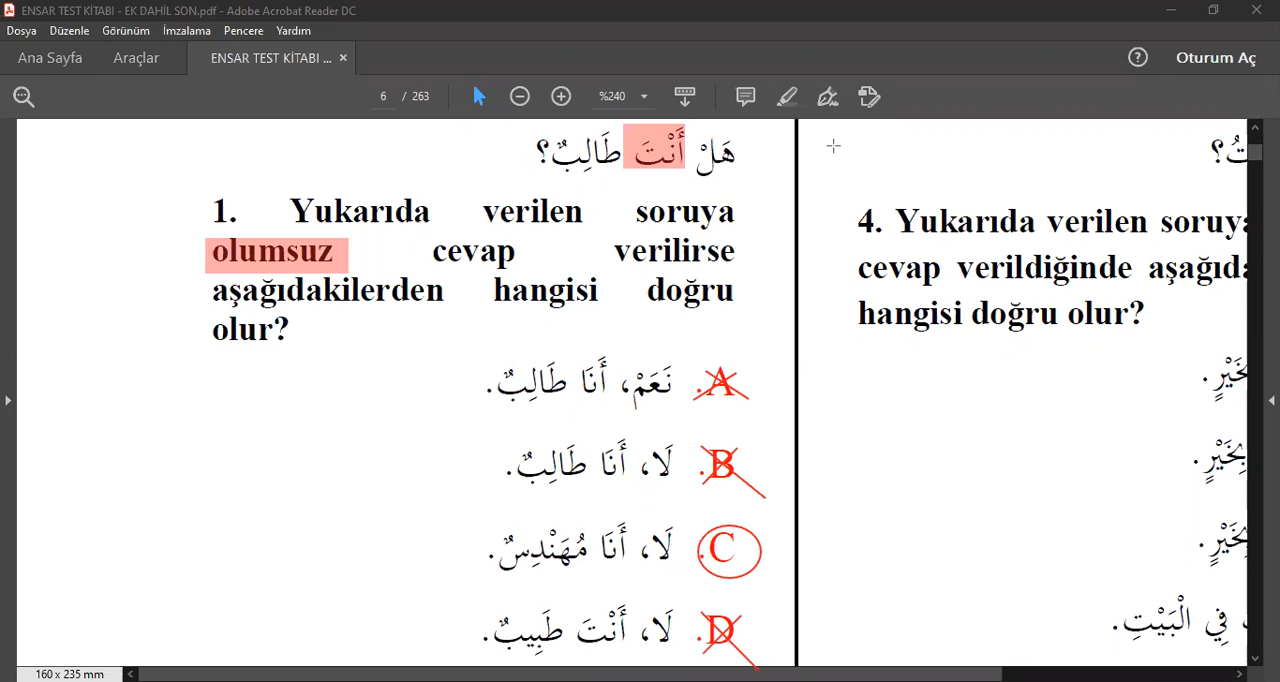 ENSAR TEST KİTABI - EK DAHİL SON.pdf - Adobe Acrobat Reader DC
Dosya Düzenle Görünüm İmzalama Pencere Yardım
Ana Sayfa Araçlar ENSAR TEST KİTABI ... × ? Oturum Aç
6 / 263 %240
هَلْ أَنْتَ طَالِبٌ؟
1. Yukarıda verilen soruya
olumsuz cevap verilirse
aşağıdakilerden hangisi doğru
olur?
A. نَعَمْ، أَنَا طَالِبٌ.
B. لَا، أَنَا طَالِبٌ.
C. لَا، أَنَا مُهَنْدِسٌ.
D. لَا، أَنْتَ طَبِيبٌ.
4. Yukarıda verilen soruya
cevap verildiğinde
hangisi doğru olur?
بِخَيْرٍ.
فِي الْبَيْتِ.
160 x 235 mm